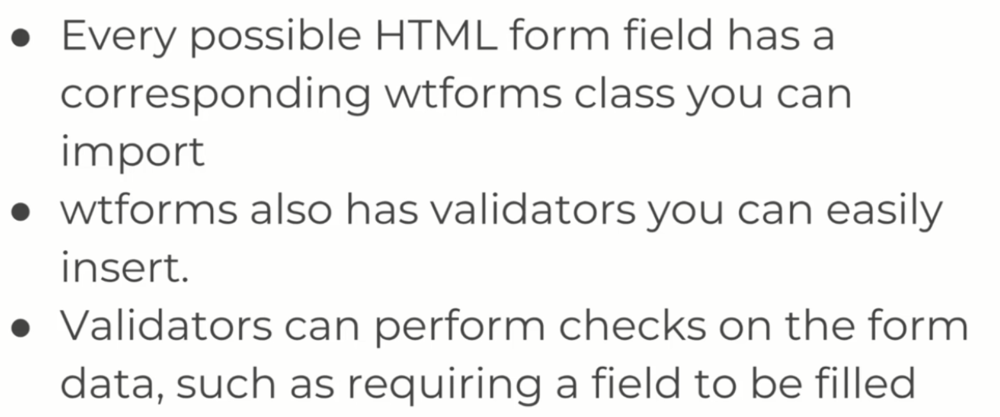 ● Every possible HTML form field has a
corresponding wtforms class you can
import
● wtforms also has validators you can easily
insert.
● Validators can perform checks on the form
data, such as requiring a field to be filled